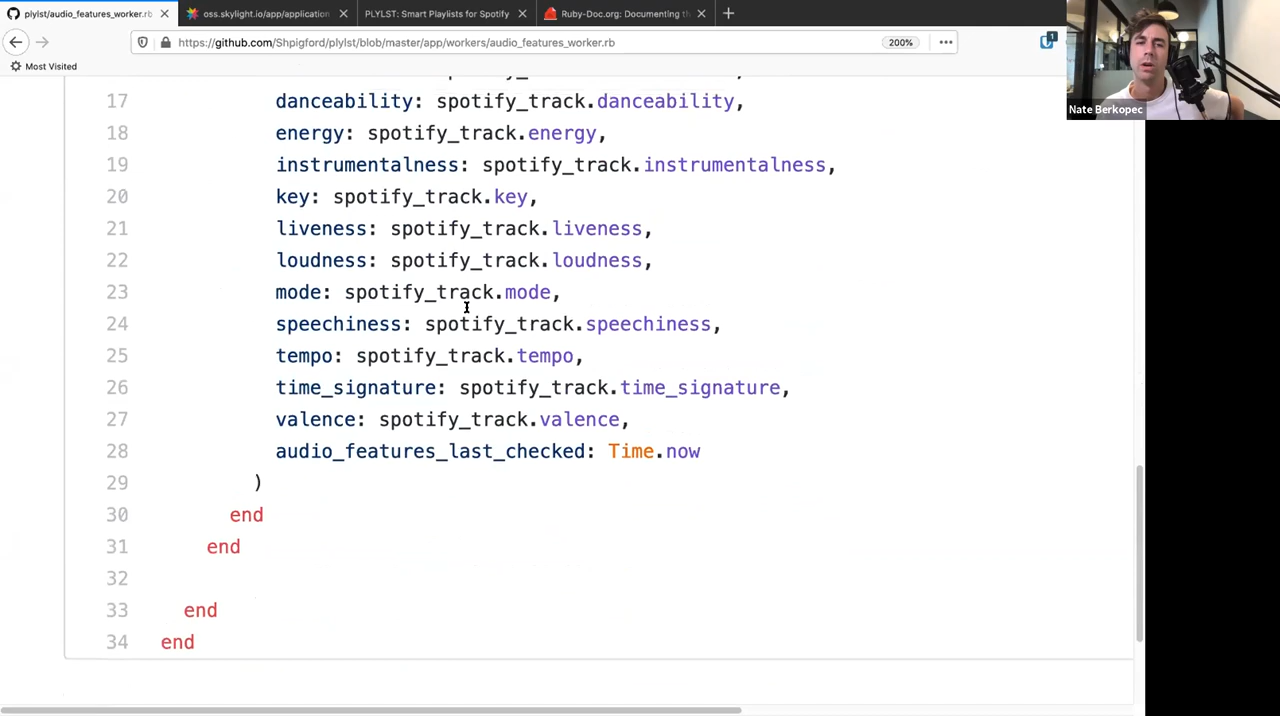 plylst/audio_features_worker.rb
oss.skylight.io/app/application
PLYLST: Smart Playlists for Spotify
Ruby-Doc.org: Documenting th
https://github.com/Shpigford/plylst/blob/master/app/workers/audio_features_worker.rb
200%
1
Most Visited
Nate Berkopec
17 danceability: spotify_track.danceability,
18 energy: spotify_track.energy,
19 instrumentalness: spotify_track.instrumentalness,
20 key: spotify_track.key,
21 liveness: spotify_track.liveness,
22 loudness: spotify_track.loudness,
23 mode: spotify_track.mode,
24 speechiness: spotify_track.speechiness,
25 tempo: spotify_track.tempo,
26 time_signature: spotify_track.time_signature,
27 valence: spotify_track.valence,
28 audio_features_last_checked: Time.now
29 )
30 end
31 end
32
33 end
34 end